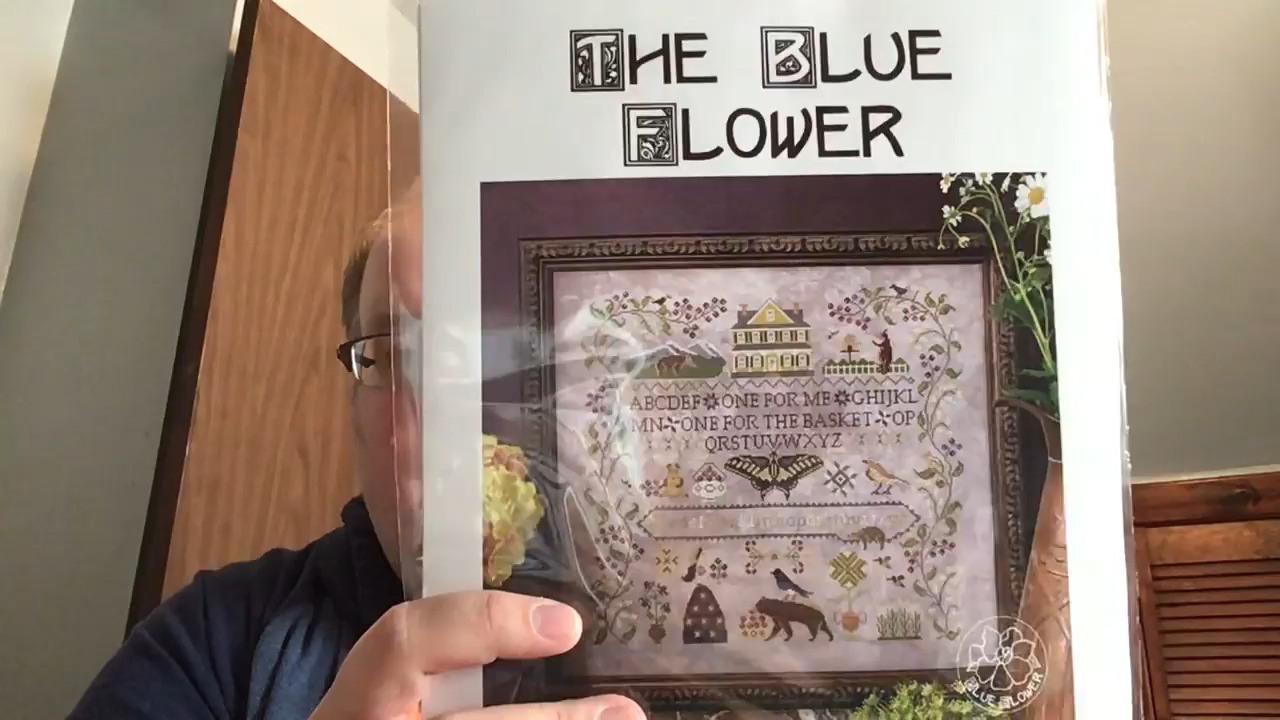 THE BLUE
FLOWER
ABCDEF ONE FOR ME GHIJKL
MN ONE FOR THE BASKET OP
QRSTUVWXYZ
BLUE FLOWER